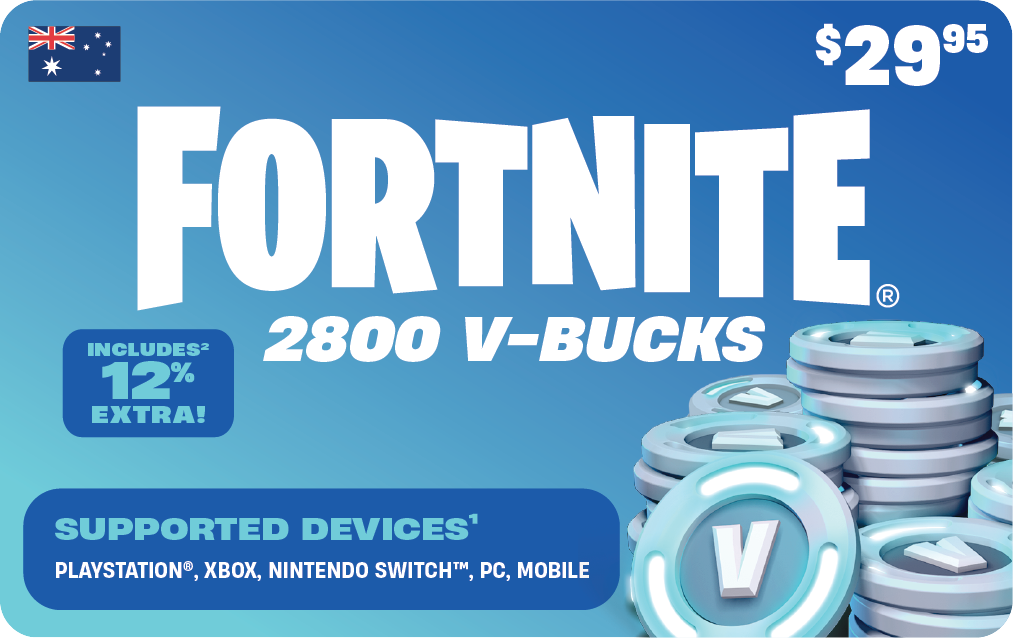 $29.95
FORTNITE®
2800 V-BUCKS
INCLUDES²
12%
EXTRA!
SUPPORTED DEVICES¹
PLAYSTATION®, XBOX, NINTENDO SWITCH™, PC, MOBILE
V